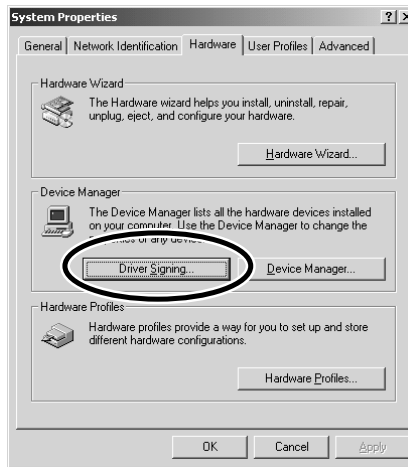 System Properties
General Network Identification Hardware User Profiles Advanced
Hardware Wizard
The Hardware wizard helps you install, uninstall, repair,
unplug, eject, and configure your hardware.
Hardware Wizard...
Device Manager
The Device Manager lists all the hardware devices installed
on your computer. Use the Device Manager to change the
of any device
Driver Signing... Device Manager...
Hardware Profiles
Hardware profiles provide a way for you to set up and store
different hardware configurations.
Hardware Profiles...
OK Cancel Apply